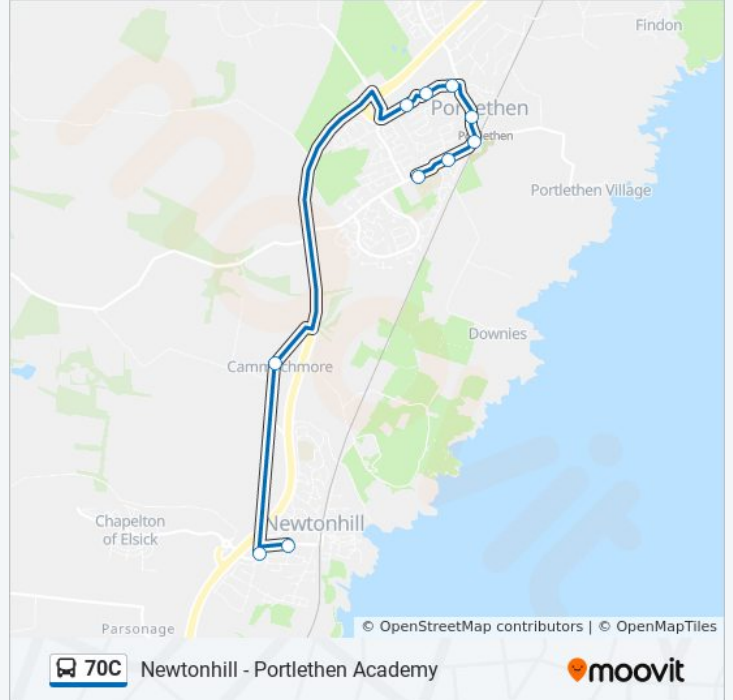 Findon
Portlethen
Portlethen
Portlethen Village
Downies
Cammachmore
Newtonhill
Chapelton
of Elsick
Parsonage
© OpenStreetMap contributors | © OpenMapTiles
70C Newtonhill - Portlethen Academy moovit